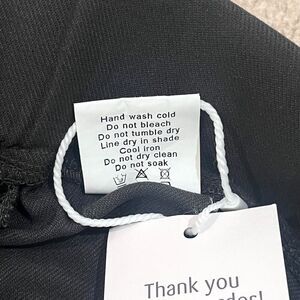 Hand wash cold
Do not bleach
Do not tumble dry
Line dry in shade
Cool iron
Do not dry clean
Do not soak
Thank you